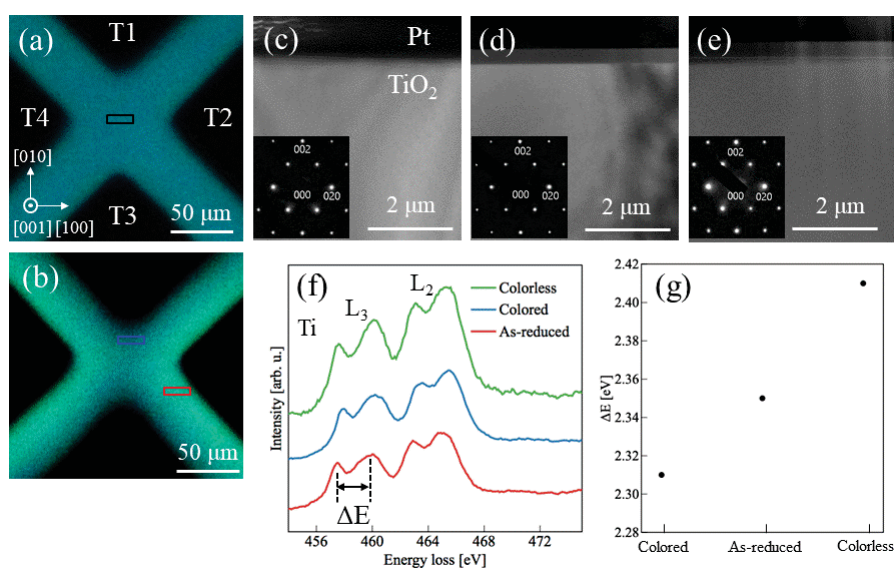 (a)
T1
T4
T2
T3
[010]
[001] [100]
50 μm
(b)
50 μm
(c)
Pt
TiO2
002
000
020
2 μm
(d)
002
000
020
2 μm
(e)
002
000
020
2 μm
(f)
Ti
L3
L2
Colorless
Colored
As-reduced
ΔE
Intensity [arb. u.]
456 460 464 468 472
Energy loss [eV]
(g)
2.42
2.40
2.38
2.36
2.34
2.32
2.30
2.28
ΔE [eV]
Colored As-reduced Colorless